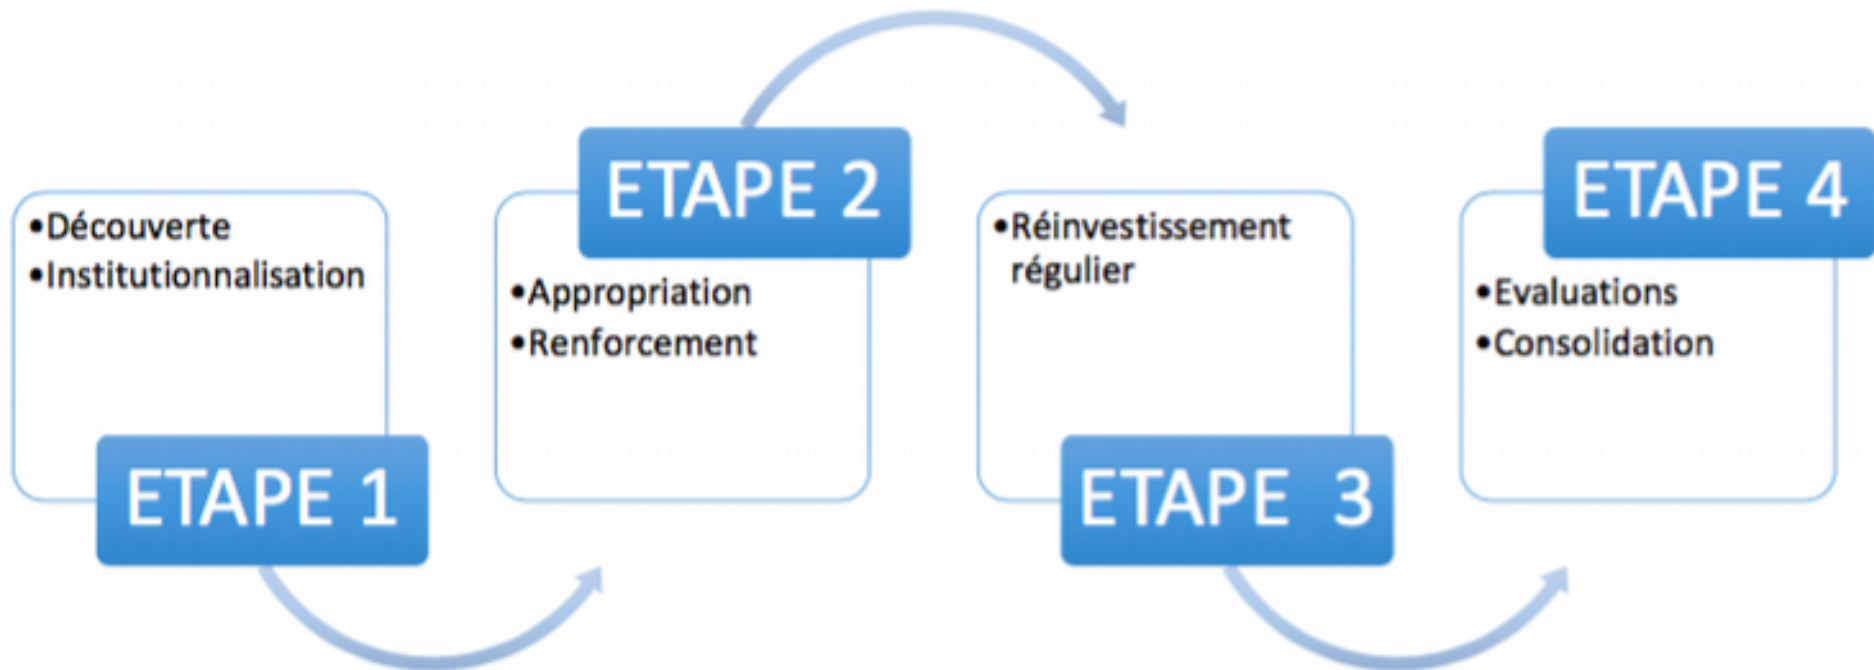 •Découverte
•Institutionnalisation
ETAPE 1
ETAPE 2
•Appropriation
•Renforcement
•Réinvestissement
régulier
ETAPE  3
ETAPE 4
•Evaluations
•Consolidation